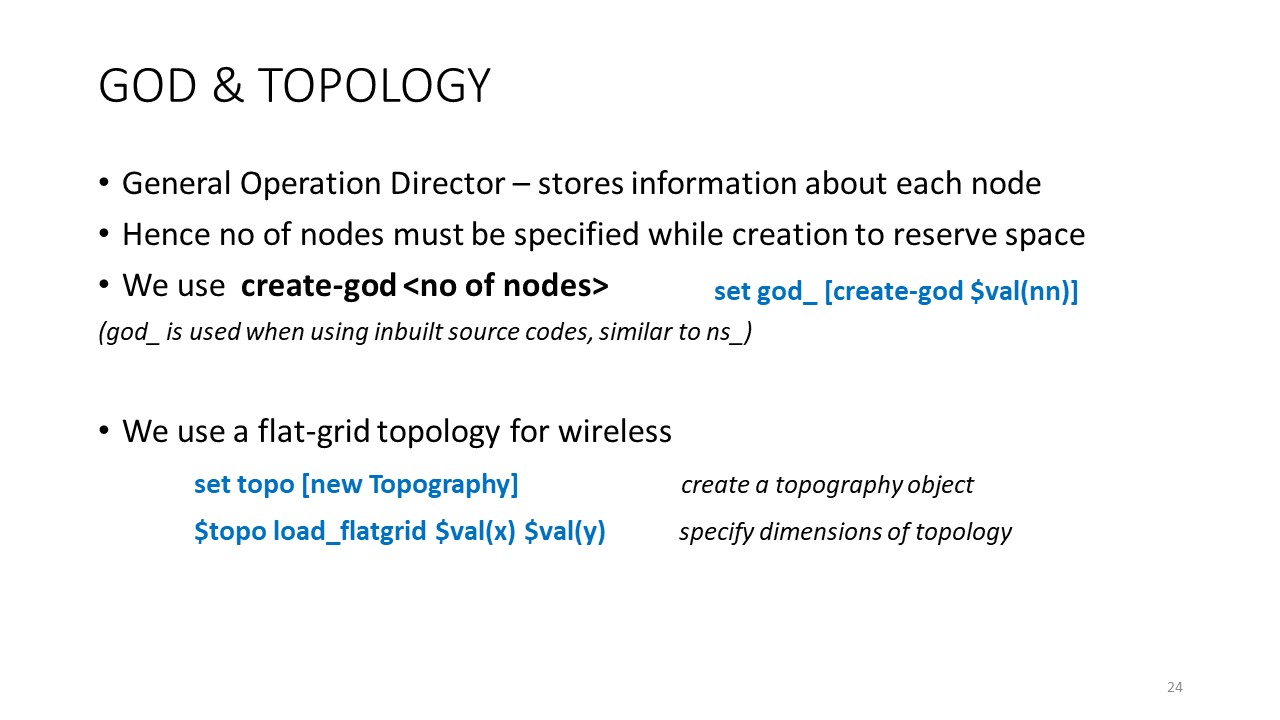 GOD & TOPOLOGY
• General Operation Director – stores information about each node
• Hence no of nodes must be specified while creation to reserve space
• We use create-god <no of nodes> set god_ [create-god $val(nn)]
(god_ is used when using inbuilt source codes, similar to ns_)
• We use a flat-grid topology for wireless
set topo [new Topography] create a topography object
$topo load_flatgrid $val(x) $val(y) specify dimensions of topology
24